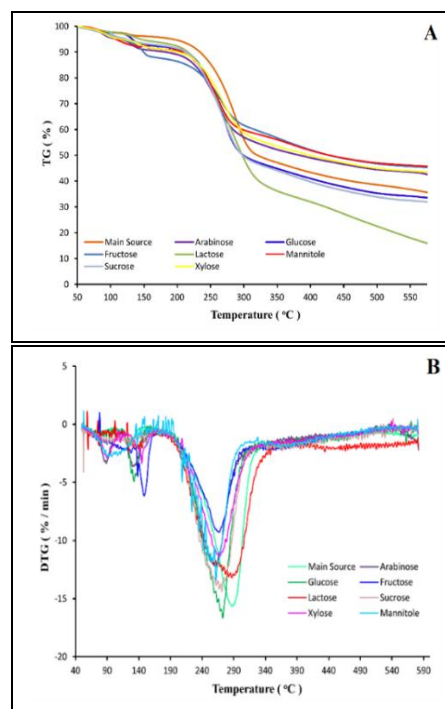 A
100
90
80
70
60
50
40
30
20
10
0
TG ( % )
Main Source Arabinose Glucose
Fructose Lactose Mannitole
Sucrose Xylose
50 100 150 200 250 300 350 400 450 500 550
Temperature ( °C )
B
5
0
-5
-10
-15
-20
DTG ( % / min )
Main Source Arabinose
Glucose Fructose
Lactose Sucrose
Xylose Mannitole
40 90 140 190 240 290 340 390 440 490 540 590
Temperature ( °C )